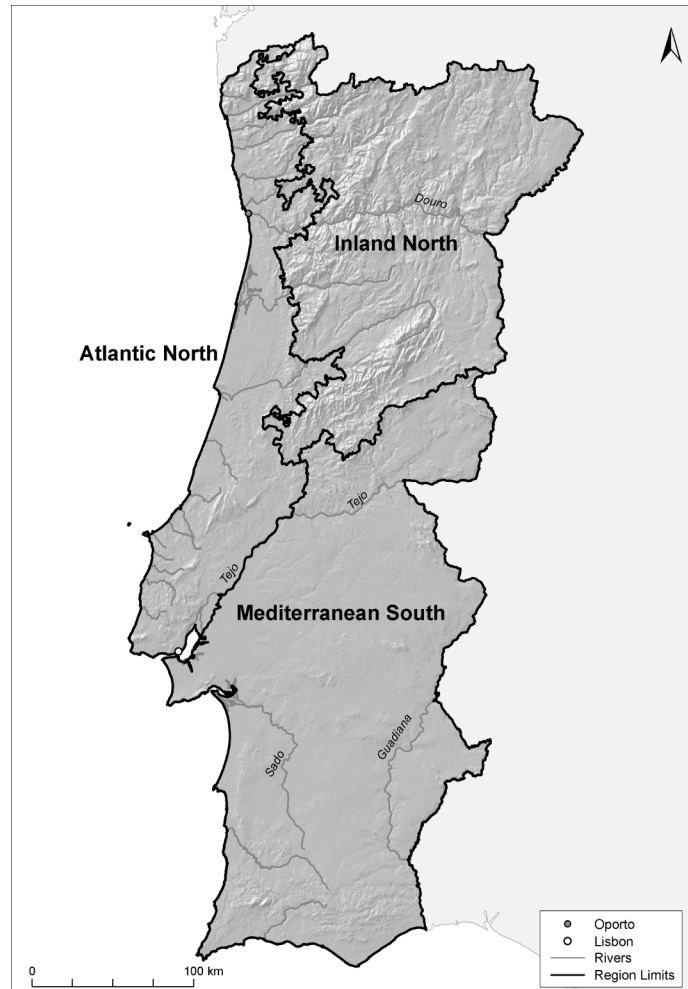 Douro
Inland North
Atlantic North
Tejo
Tejo
Mediterranean South
Guadiana
Sado
Oporto
Lisbon
Rivers
Region Limits
0
100 km